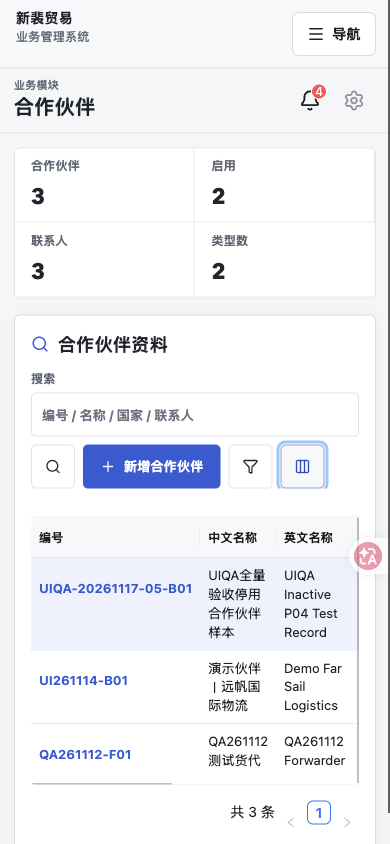 新裴贸易
业务管理系统
导航
业务模块
合作伙伴
4
合作伙伴
3
启用
2
联系人
3
类型数
2
合作伙伴资料
搜索
编号 / 名称 / 国家 / 联系人
新增合作伙伴
编号
中文名称
英文名称
UIQA-20261117-05-B01
UIQA全量
验收停用
合作伙伴
样本
UIQA
Inactive
P04 Test
Record
UI261114-B01
演示伙伴
| 远帆国
际物流
Demo Far
Sail
Logistics
QA261112-F01
QA261112
测试货代
QA261112
Forwarder
共 3 条
1